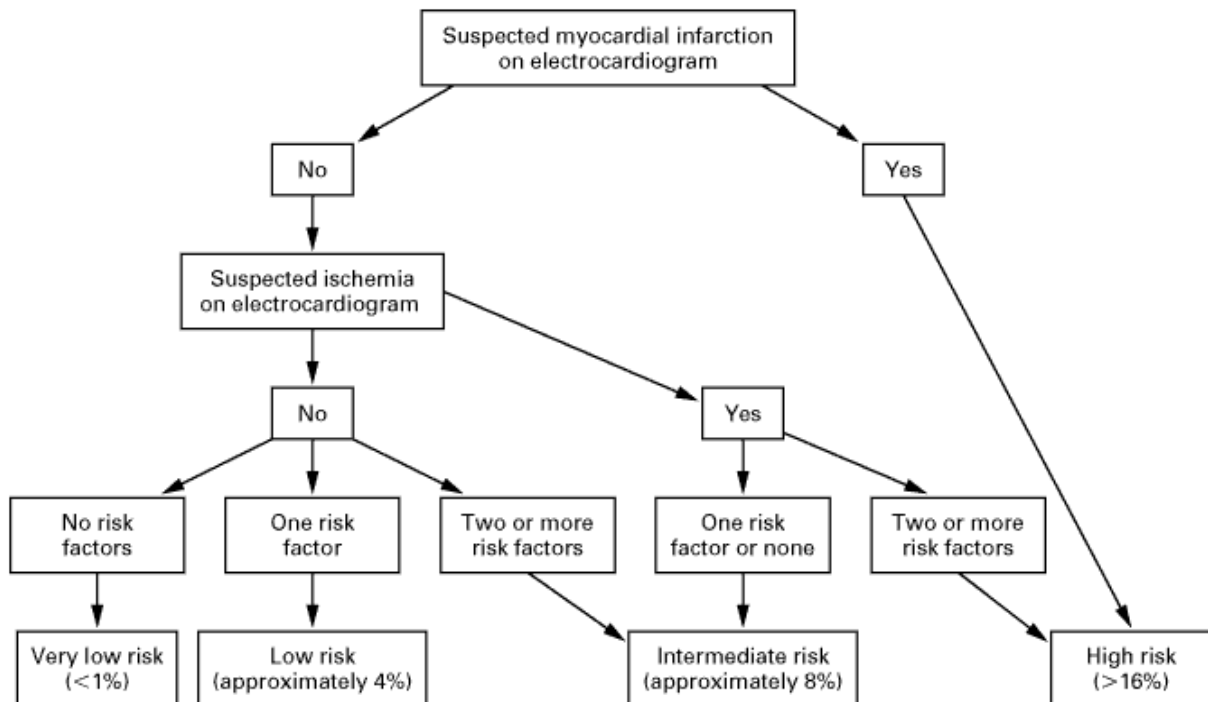 Suspected myocardial infarction
on electrocardiogram
No
Yes
Suspected ischemia
on electrocardiogram
No
Yes
No risk
factors
One risk
factor
Two or more
risk factors
One risk
factor or none
Two or more
risk factors
Very low risk
(<1%)
Low risk
(approximately 4%)
Intermediate risk
(approximately 8%)
High risk
(>16%)